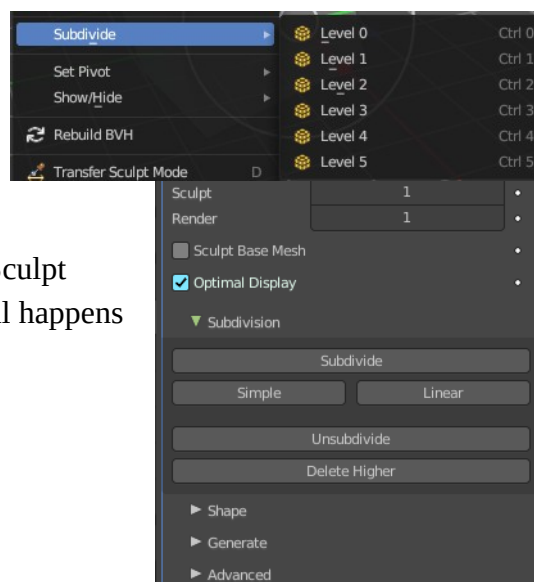 Subdivide
Level 0 Ctrl 0
Level 1 Ctrl 1
Set Pivot
Level 2 Ctrl 2
Show/Hide
Level 3 Ctrl 3
Rebuild BVH
Level 4 Ctrl 4
Level 5 Ctrl 5
Transfer Sculpt Mode D
Sculpt 1
Render 1
Sculpt Base Mesh
Sculpt
Optimal Display
l happens
Subdivision
Subdivide
Simple Linear
Unsubdivide
Delete Higher
Shape
Generate
Advanced